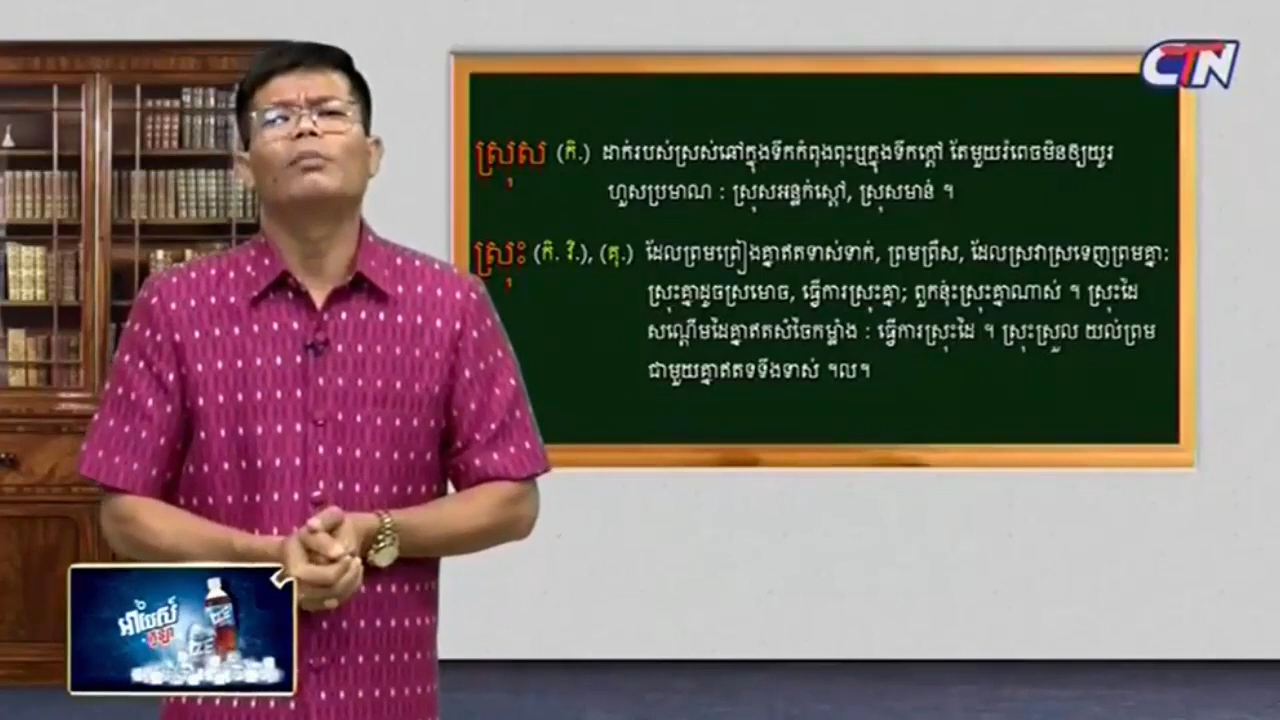 CTN
ស្រុស (កិ.) ដាក់របស់ស្រស់នៅក្នុងទឹកកំពុងពុះឬក្នុងទឹកក្ដៅ តែមួយរំពេចមិនឲ្យយូរ
ហួសប្រមាណ : ស្រុសអន្ទក់ស្ដៅ, ស្រុសមាន់ ។
ស្រុះ (កិ. វិ.), (គុ.) ដែលព្រមព្រៀងគ្នាឥតទាស់ទាក់, ព្រមព្រឹស, ដែលស្រវាស្រទេញព្រមគ្នា:
ស្រុះគ្នាដូចស្រមោច, ធ្វើការស្រុះគ្នា; ពួកនុ៎ះស្រុះគ្នាណាស់ ។ ស្រុះដៃ
សណ្ដើមដៃគ្នាឥតសំចៃកម្លាំង : ធ្វើការស្រុះដៃ ។ ស្រុះស្រួល យល់ព្រម
ជាមួយគ្នាឥតទទឹងទាស់ ។ល។
អាយស៍
កូឡា